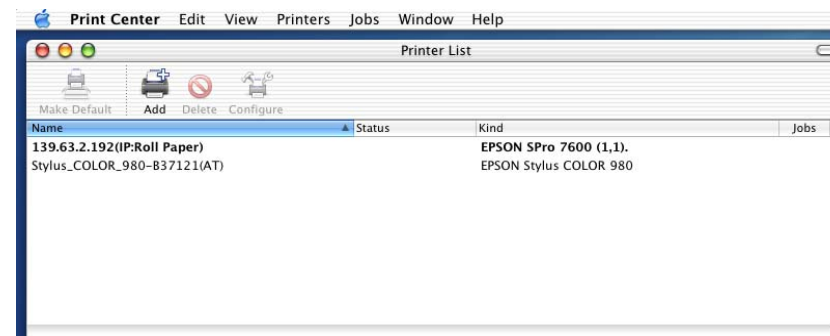 Print Center Edit View Printers Jobs Window Help
Printer List
Make Default Add Delete Configure
Name Status Kind Jobs
139.63.2.192(IP:Roll Paper) EPSON SPro 7600 (1,1).
Stylus_COLOR_980-B37121(AT) EPSON Stylus COLOR 980